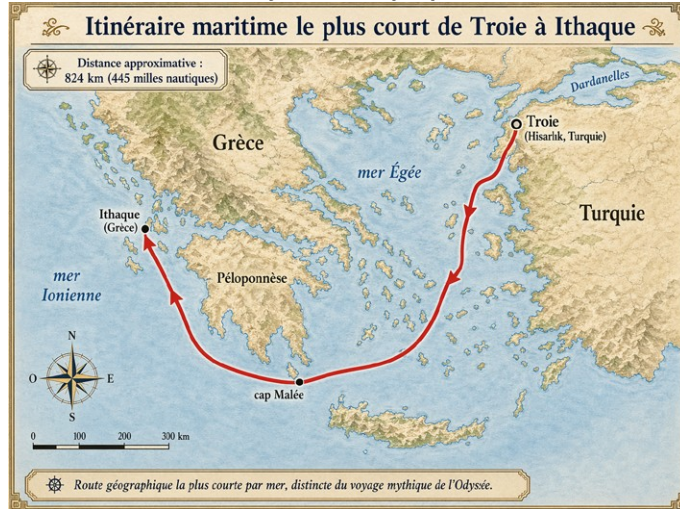 Itinéraire maritime le plus court de Troie à Ithaque
Distance approximative :
824 km (445 milles nautiques)
Dardanelles
Troie
(Hisarlık, Turquie)
Grèce
mer Égée
Turquie
Ithaque
(Grèce)
Péloponnèse
mer
Ionienne
cap Malée
N
O
E
S
0 100 200 300 km
Route géographique la plus courte par mer, distincte du voyage mythique de l'Odyssée.